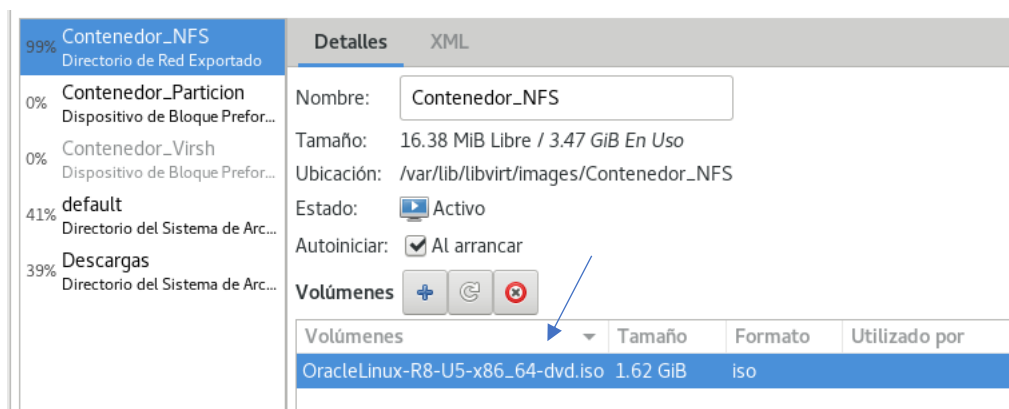 99% Contenedor_NFS
Directorio de Red Exportado
0% Contenedor_Particion
Dispositivo de Bloque Prefor...
0% Contenedor_Virsh
Dispositivo de Bloque Prefor...
41% default
Directorio del Sistema de Arc...
39% Descargas
Directorio del Sistema de Arc...
Detalles XML
Nombre: Contenedor_NFS
Tamaño: 16.38 MiB Libre / 3.47 GiB En Uso
Ubicación: /var/lib/libvirt/images/Contenedor_NFS
Estado: Activo
Autoiniciar: Al arrancar
Volúmenes
Volúmenes Tamaño Formato Utilizado por
OracleLinux-R8-U5-x86_64-dvd.iso 1.62 GiB iso